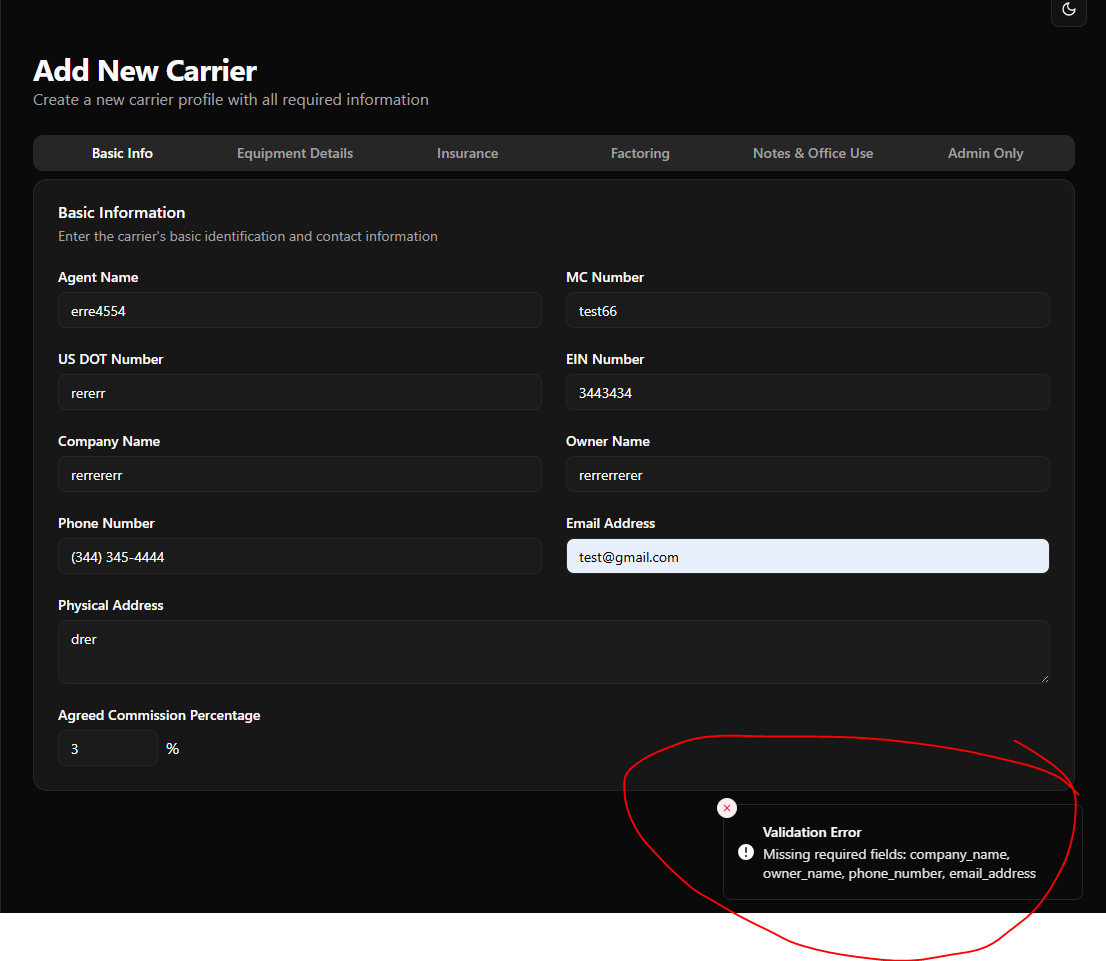 Add New Carrier
Create a new carrier profile with all required information
Basic Info Equipment Details Insurance Factoring Notes & Office Use Admin Only
Basic Information
Enter the carrier's basic identification and contact information
Agent Name MC Number
erre4554 test66
US DOT Number EIN Number
rererr 3443434
Company Name Owner Name
rerrererr rerrerrerer
Phone Number Email Address
(344) 345-4444 test@gmail.com
Physical Address
drer
Agreed Commission Percentage
3 %
Validation Error
Missing required fields: company_name,
owner_name, phone_number, email_address